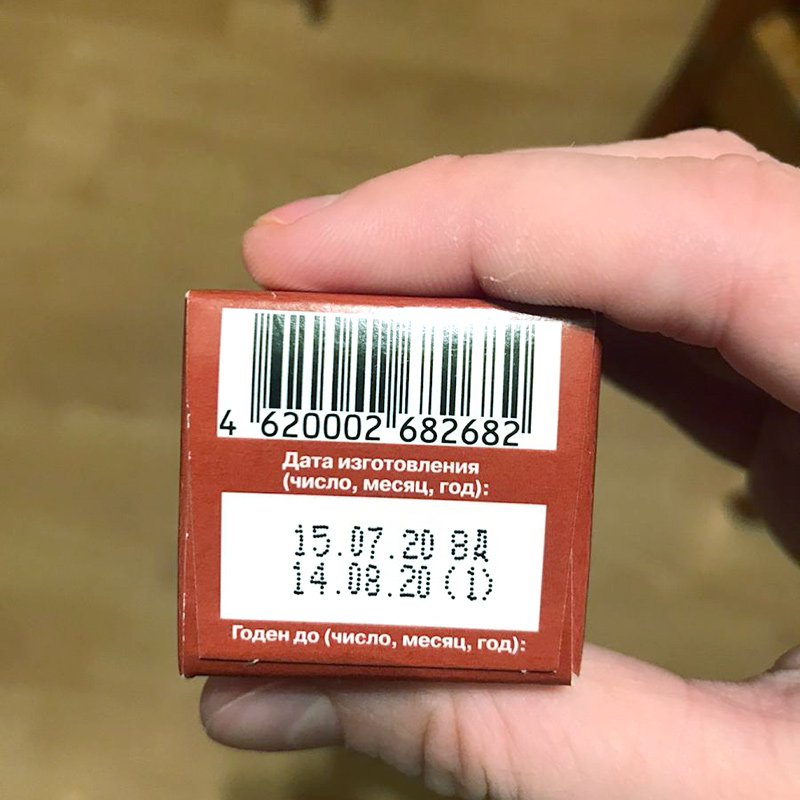 4 620002 682682
Дата изготовления
(число, месяц, год):
15.07.20 ВД
14.08.20 (1)
Годен до (число, месяц, год):